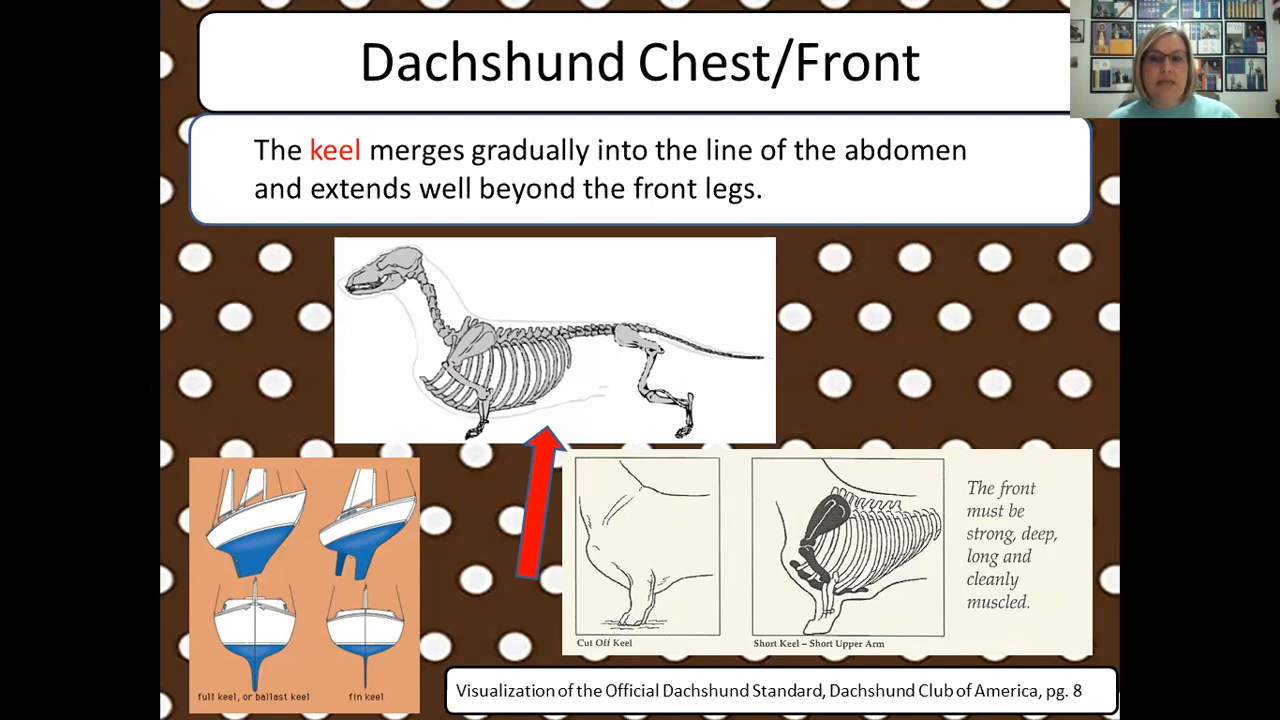 Dachshund Chest/Front
The keel merges gradually into the line of the abdomen
and extends well beyond the front legs.
The front
must be
strong, deep,
long and
cleanly
muscled.
Cut Off Keel
Short Keel – Short Upper Arm
full keel, or ballast keel
fin keel
Visualization of the Official Dachshund Standard, Dachshund Club of America, pg. 8